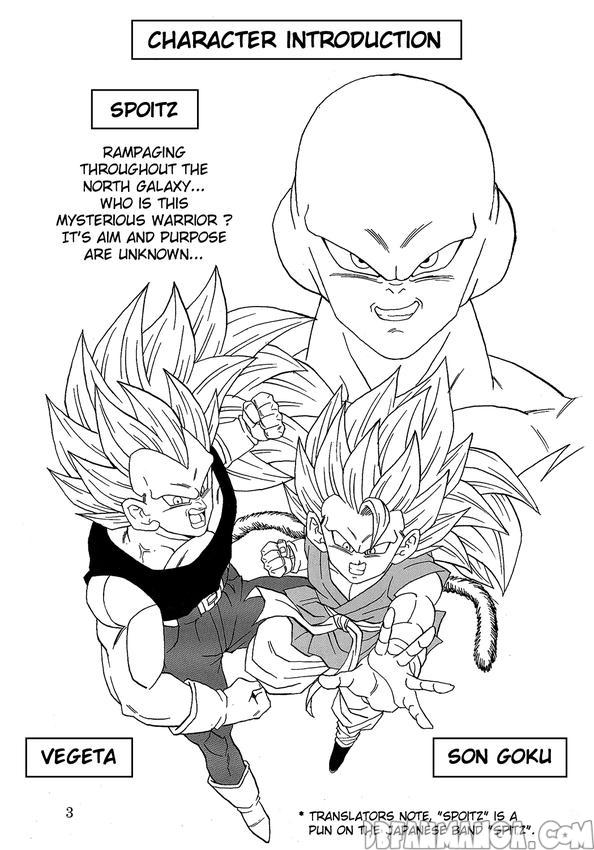 CHARACTER INTRODUCTION
SPOITZ
RAMPAGING
THROUGHOUT THE
NORTH GALAXY...
WHO IS THIS
MYSTERIOUS WARRIOR ?
IT'S AIM AND PURPOSE
ARE UNKNOWN...
VEGETA
SON GOKU
3
* TRANSLATORS NOTE, "SPOITZ" IS A
PUN ON THE JAPANESE BAND "SPITZ".
DBFANMANGA.COM